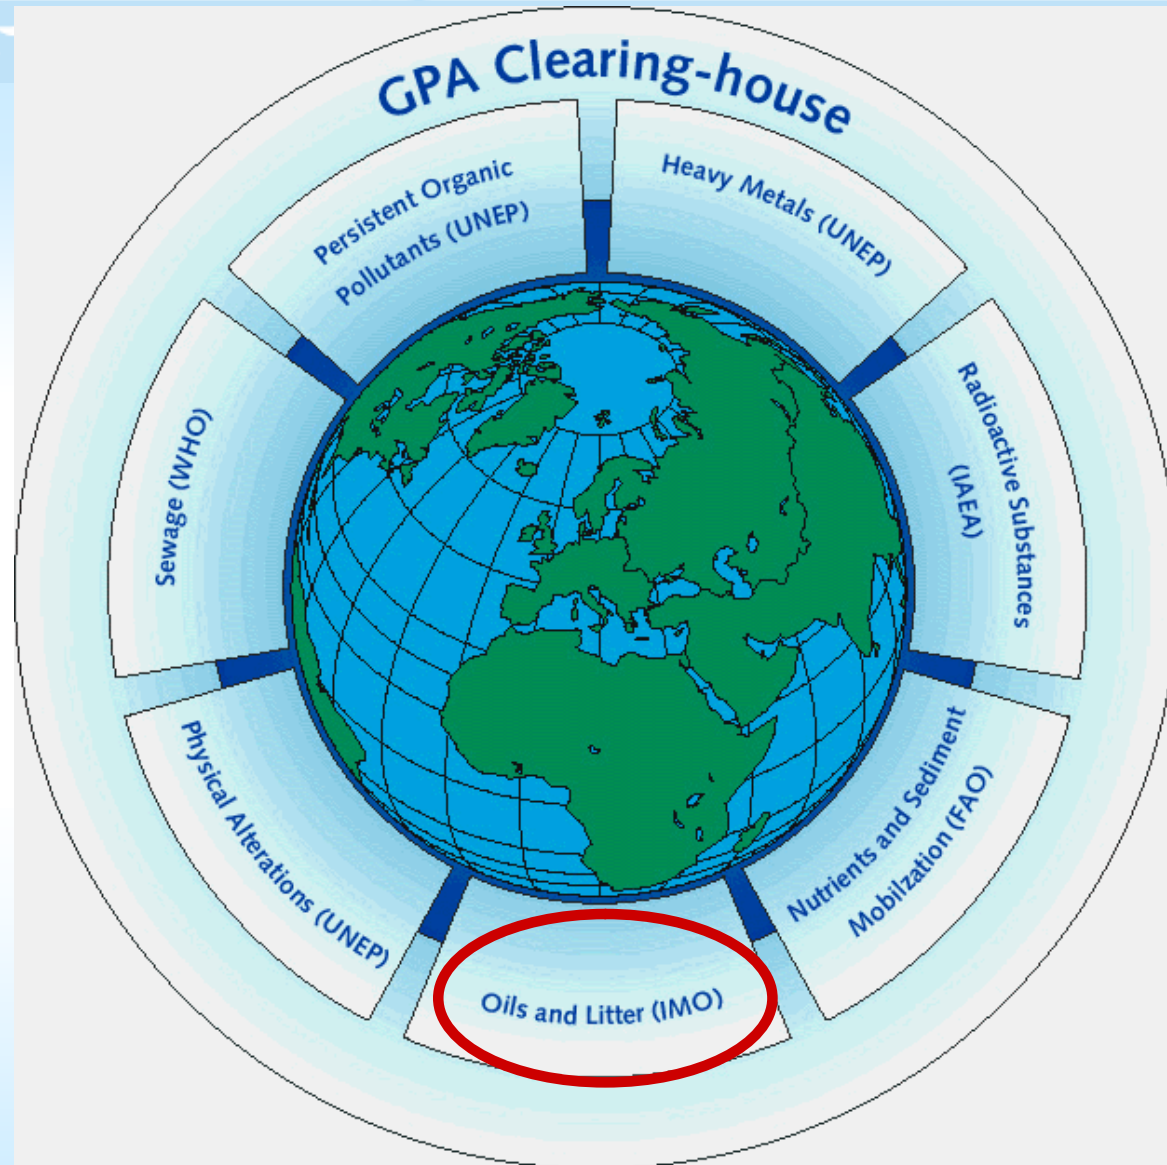 GPA Clearing-house
Persistent Organic
Pollutants (UNEP)
Heavy Metals (UNEP)
Sewage (WHO)
Radioactive Substances
(IAEA)
Physical Alterations (UNEP)
Nutrients and Sediment
Mobilzation (FAO)
Oils and Litter (IMO)